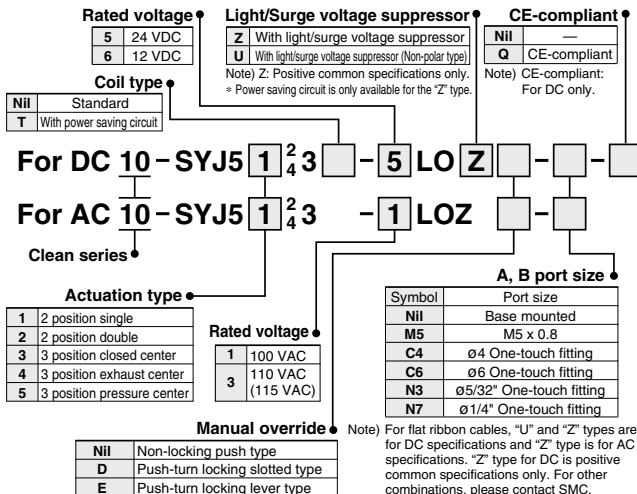 Rated voltage
5 24 VDC
6 12 VDC
Light/Surge voltage suppressor
Z With light/surge voltage suppressor
U With light/surge voltage suppressor (Non-polar type)
Note) Z: Positive common specifications only.
* Power saving circuit is only available for the "Z" type.
CE-compliant
Nil —
Q CE-compliant
Note) CE-compliant:
For DC only.
Coil type
Nil Standard
T With power saving circuit
For DC 10 - SYJ5 1 2/4 3 - 5 LO Z - -
For AC 10 - SYJ5 1 2/4 3 - 1 LOZ -
Clean series
Actuation type
1 2 position single
2 2 position double
3 3 position closed center
4 3 position exhaust center
5 3 position pressure center
Rated voltage
1 100 VAC
3 110 VAC
(115 VAC)
A, B port size
Symbol Port size
Nil Base mounted
M5 M5 x 0.8
C4 ø4 One-touch fitting
C6 ø6 One-touch fitting
N3 ø5/32" One-touch fitting
N7 ø1/4" One-touch fitting
Manual override
Nil Non-locking push type
D Push-turn locking slotted type
E Push-turn locking lever type
Note) For flat ribbon cables, "U" and "Z" types are
for DC specifications and "Z" type is for AC
specifications. "Z" type for DC is positive
common specifications only. For other
combinations, please contact SMC.